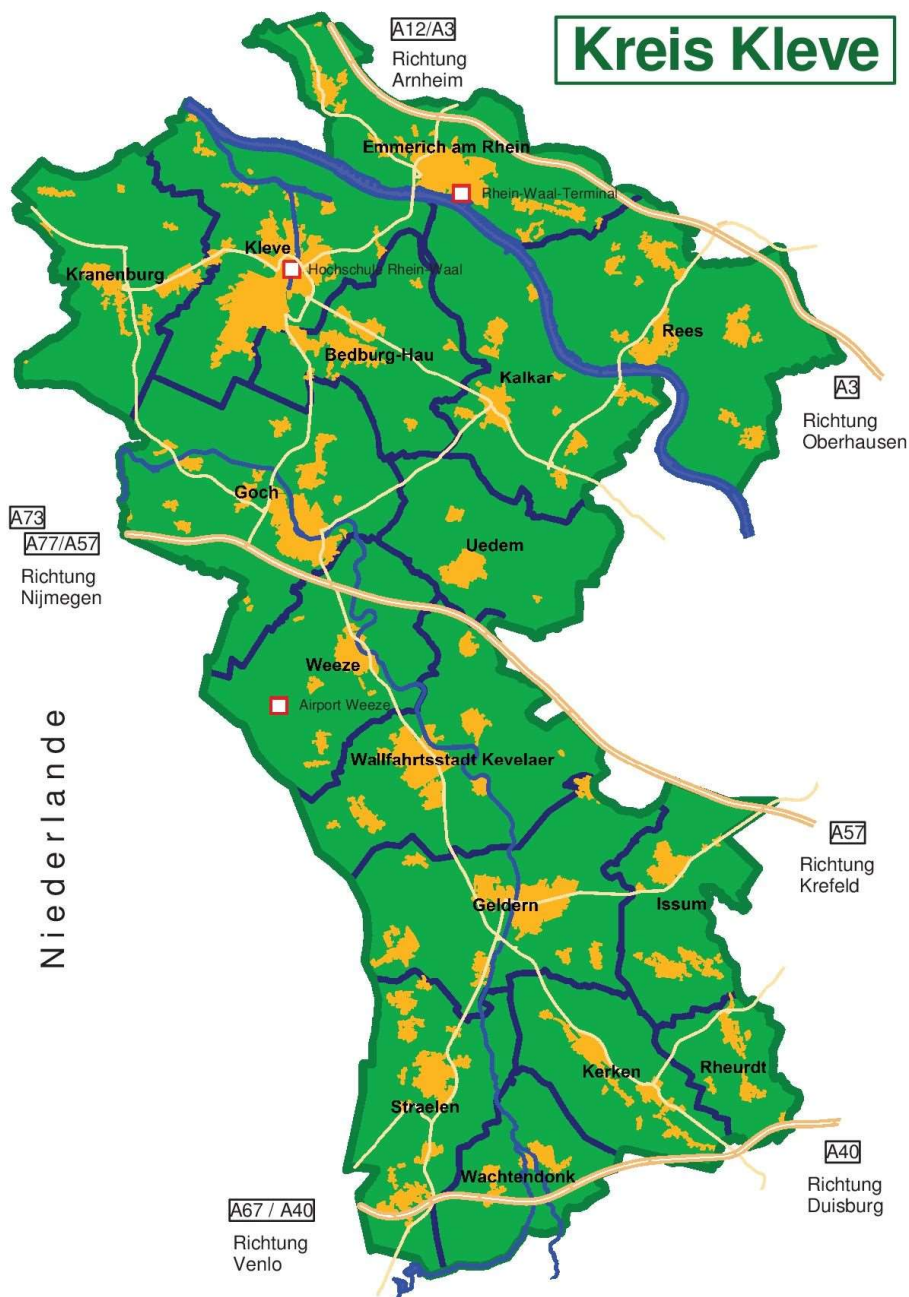 Kreis Kleve
A12/A3
Richtung
Arnheim
Emmerich am Rhein
Rhein-Waal-Terminal
Kleve
Hochschule Rhein-Waal
Kranenburg
Rees
Bedburg-Hau
Kalkar
A3
Richtung
Oberhausen
Goch
A73
A77/A57
Richtung
Nijmegen
Uedem
Weeze
Airport Weeze
Niederlande
Wallfahrtsstadt Kevelaer
A57
Richtung
Krefeld
Geldern
Issum
Kerken
Rheurdt
Straelen
Wachtendonk
A40
Richtung
Duisburg
A67 / A40
Richtung
Venlo